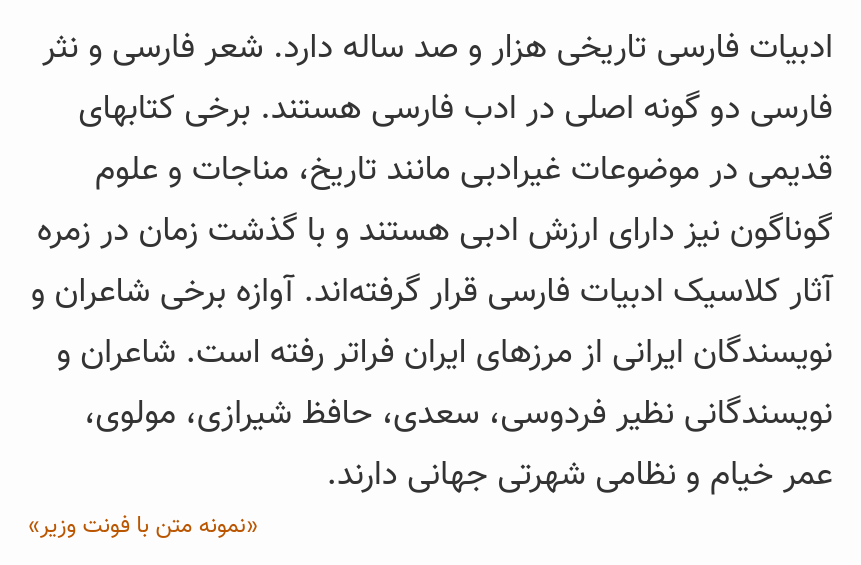 ادبیات فارسی تاریخی هزار و صد ساله دارد. شعر فارسی و نثر
فارسی دو گونه اصلی در ادب فارسی هستند. برخی کتابهای
قدیمی در موضوعات غیرادبی مانند تاریخ، مناجات و علوم
گوناگون نیز دارای ارزش ادبی هستند و با گذشت زمان در زمره
آثار کلاسیک ادبیات فارسی قرار گرفته‌اند. آوازه برخی شاعران و
نویسندگان ایرانی از مرزهای ایران فراتر رفته است. شاعران و
نویسندگانی نظیر فردوسی، سعدی، حافظ شیرازی، مولوی،
عمر خیام و نظامی شهرتی جهانی دارند.
«نمونه متن با فونت وزیر»